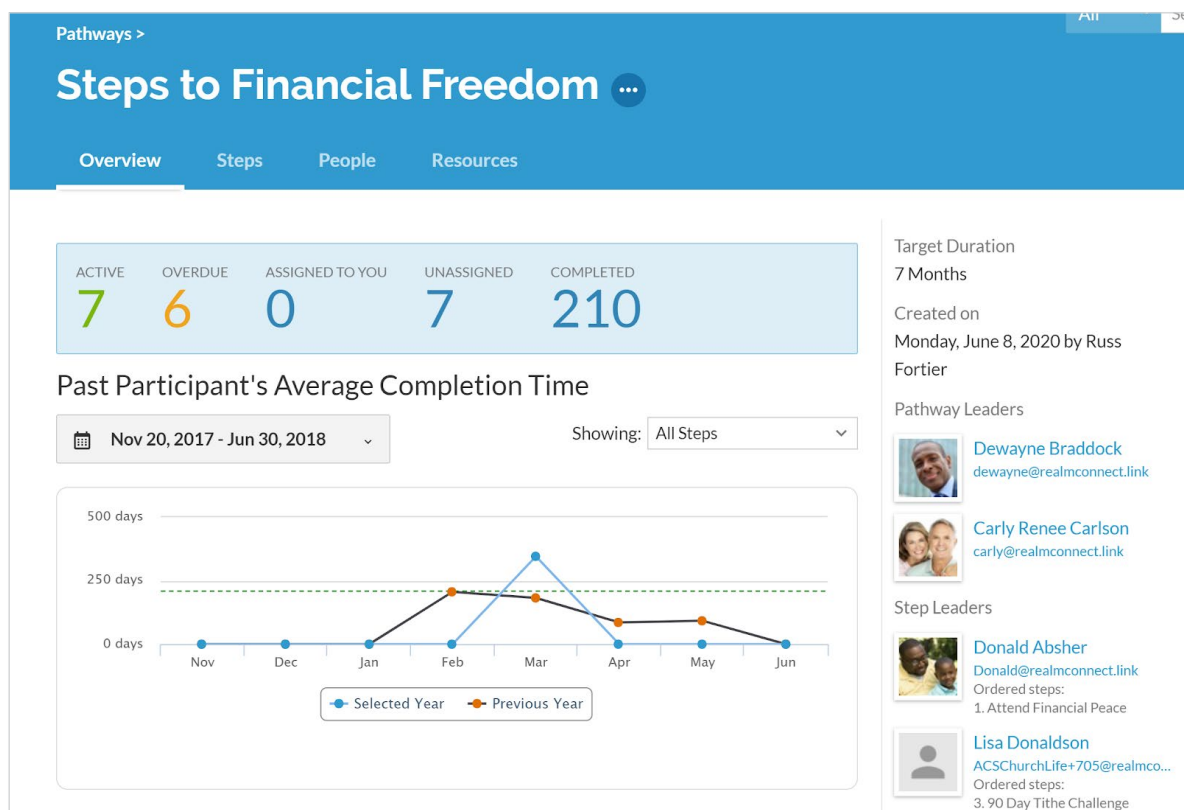 All
Pathways >
Steps to Financial Freedom
Overview Steps People Resources
ACTIVE OVERDUE ASSIGNED TO YOU UNASSIGNED COMPLETED
7 6 0 7 210
Past Participant's Average Completion Time
Nov 20, 2017 - Jun 30, 2018
Showing: All Steps
500 days
250 days
0 days
Nov Dec Jan Feb Mar Apr May Jun
Selected Year Previous Year
Target Duration
7 Months
Created on
Monday, June 8, 2020 by Russ
Fortier
Pathway Leaders
Dewayne Braddock
dewayne@realmconnect.link
Carly Renee Carlson
carly@realmconnect.link
Step Leaders
Donald Absher
Donald@realmconnect.link
Ordered steps:
1. Attend Financial Peace
Lisa Donaldson
ACSChurchLife+705@realmco...
Ordered steps:
3. 90 Day Tithe Challenge